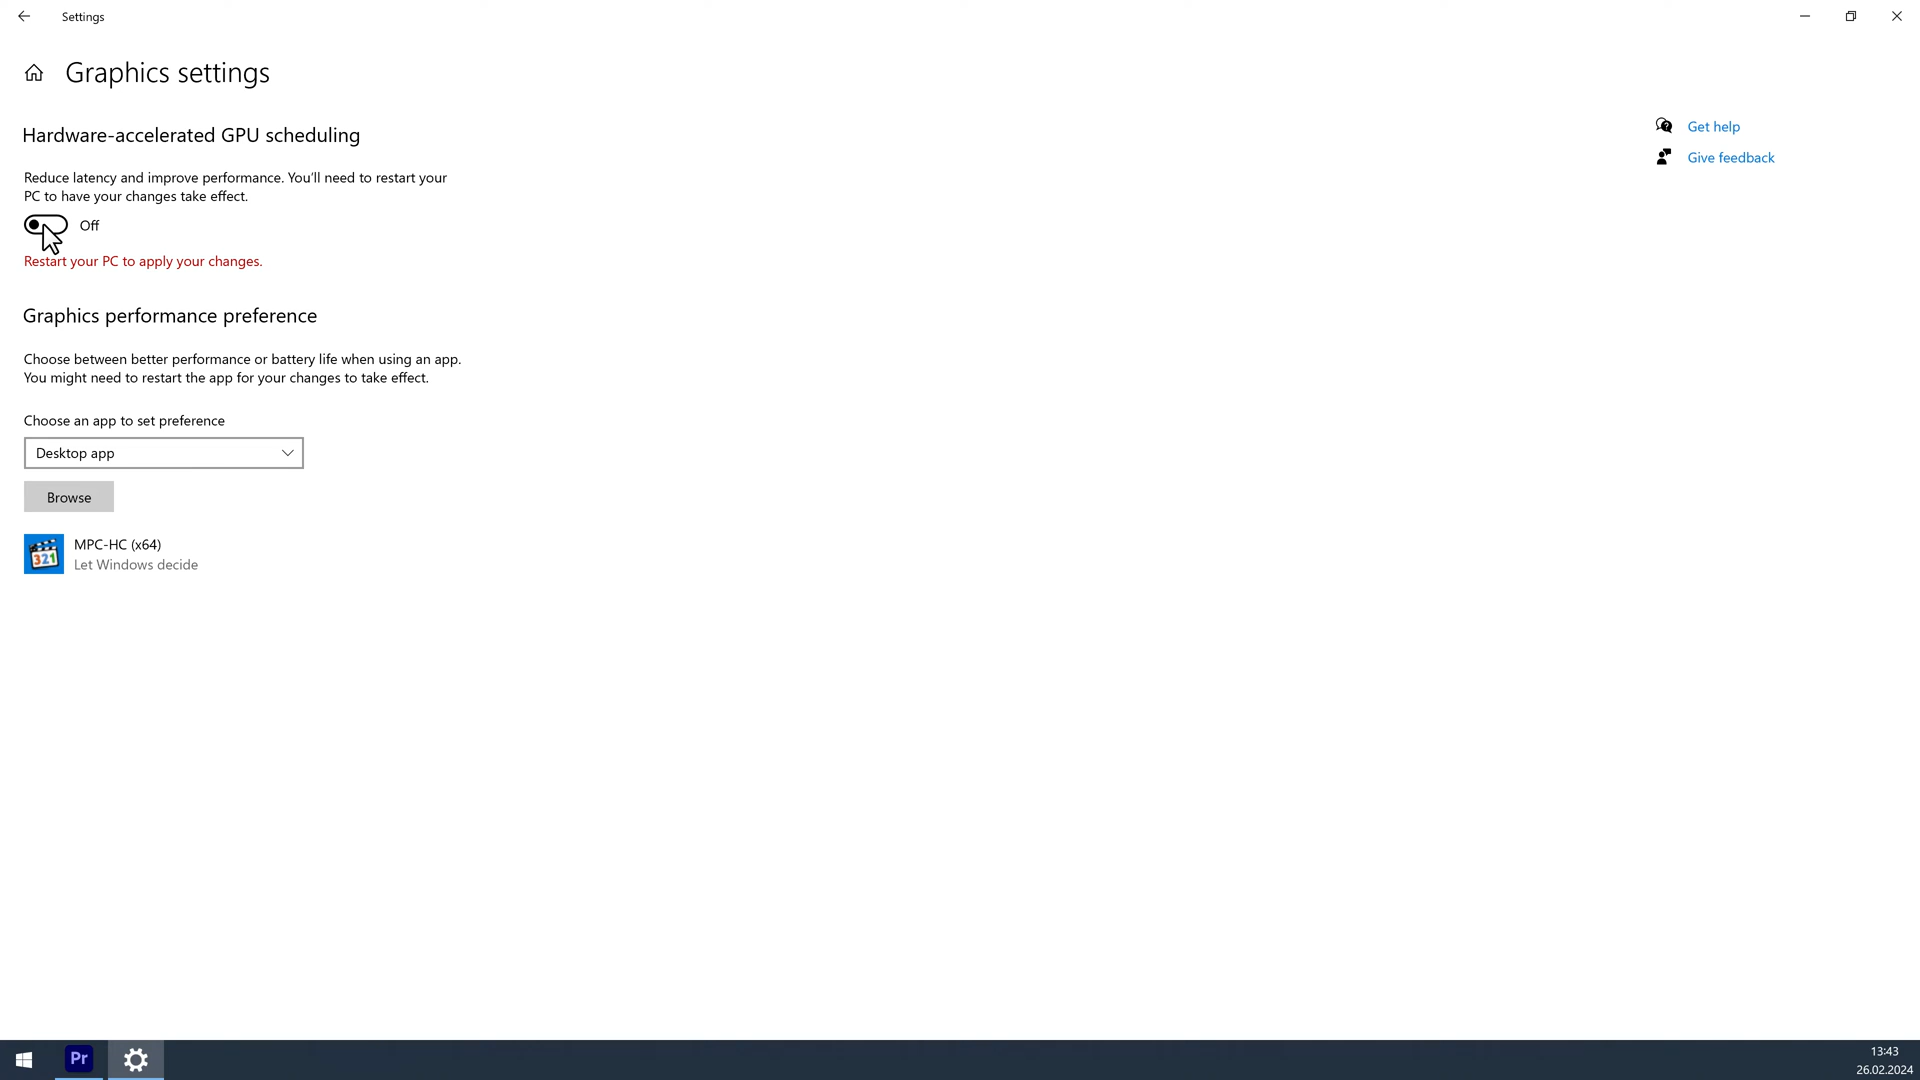 Settings
Graphics settings
Hardware-accelerated GPU scheduling
Get help
Give feedback
Reduce latency and improve performance. You'll need to restart your
PC to have your changes take effect.
Off
Restart your PC to apply your changes.
Graphics performance preference
Choose between better performance or battery life when using an app.
You might need to restart the app for your changes to take effect.
Choose an app to set preference
Desktop app
Browse
321
MPC-HC (x64)
Let Windows decide
Pr
13:43
26.02.2024